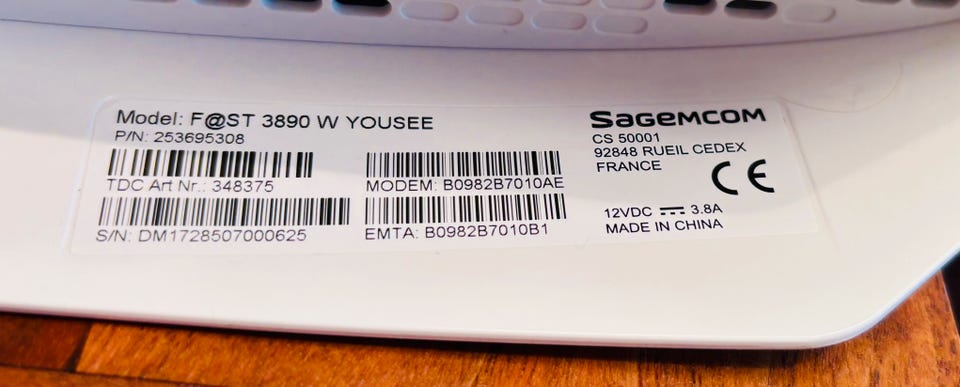 Model: F@ST 3890 W YOUSEE
P/N: 253695308
TDC Art Nr.: 348375
S/N: DM1728507000625
MODEM: B0982B7010AE
EMTA: B0982B7010B1
SAGEMCOM
CS 50001
92848 RUEIL CEDEX
FRANCE
CE
12VDC ⎓ 3.8A
MADE IN CHINA